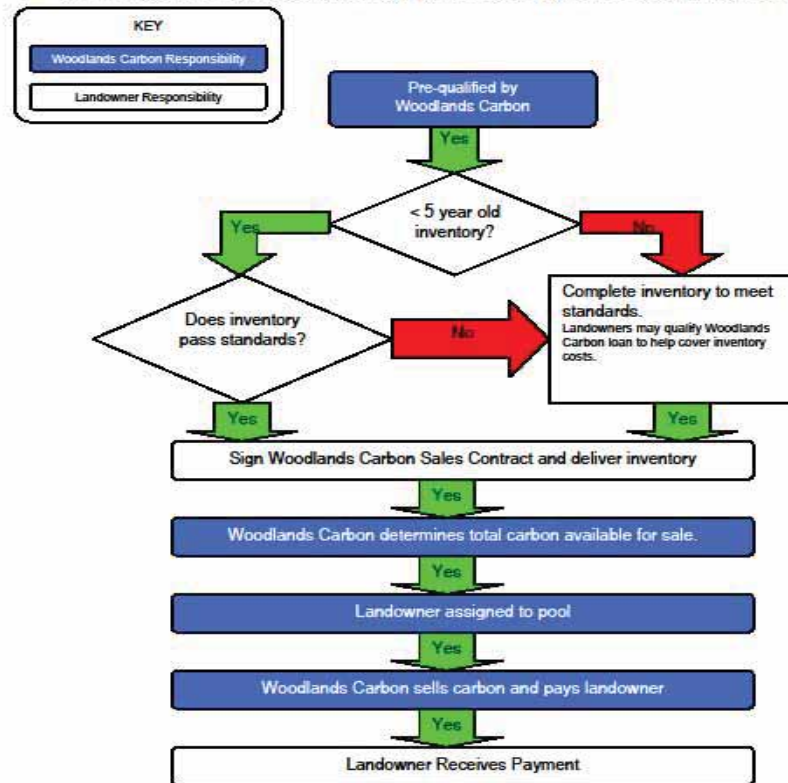 KEY
Woodlands Carbon Responsibility
Landowner Responsibility
Pre-qualified by
Woodlands Carbon
Yes
< 5 year old
inventory?
Yes
No
Does inventory
pass standards?
No
Complete inventory to meet
standards.
Landowners may qualify Woodlands
Carbon loan to help cover inventory
costs.
Yes
Yes
Sign Woodlands Carbon Sales Contract and deliver inventory
Yes
Woodlands Carbon determines total carbon available for sale.
Yes
Landowner assigned to pool
Yes
Woodlands Carbon sells carbon and pays landowner
Yes
Landowner Receives Payment